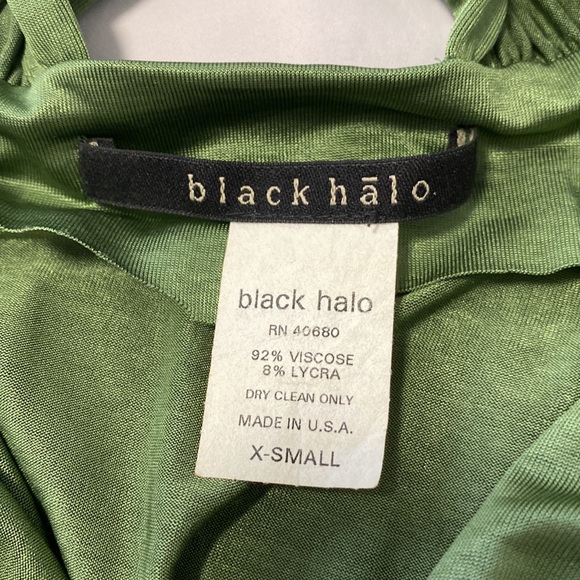 black hālo
black halo
RN 40680
92% VISCOSE
8% LYCRA
DRY CLEAN ONLY
MADE IN U.S.A.
X-SMALL